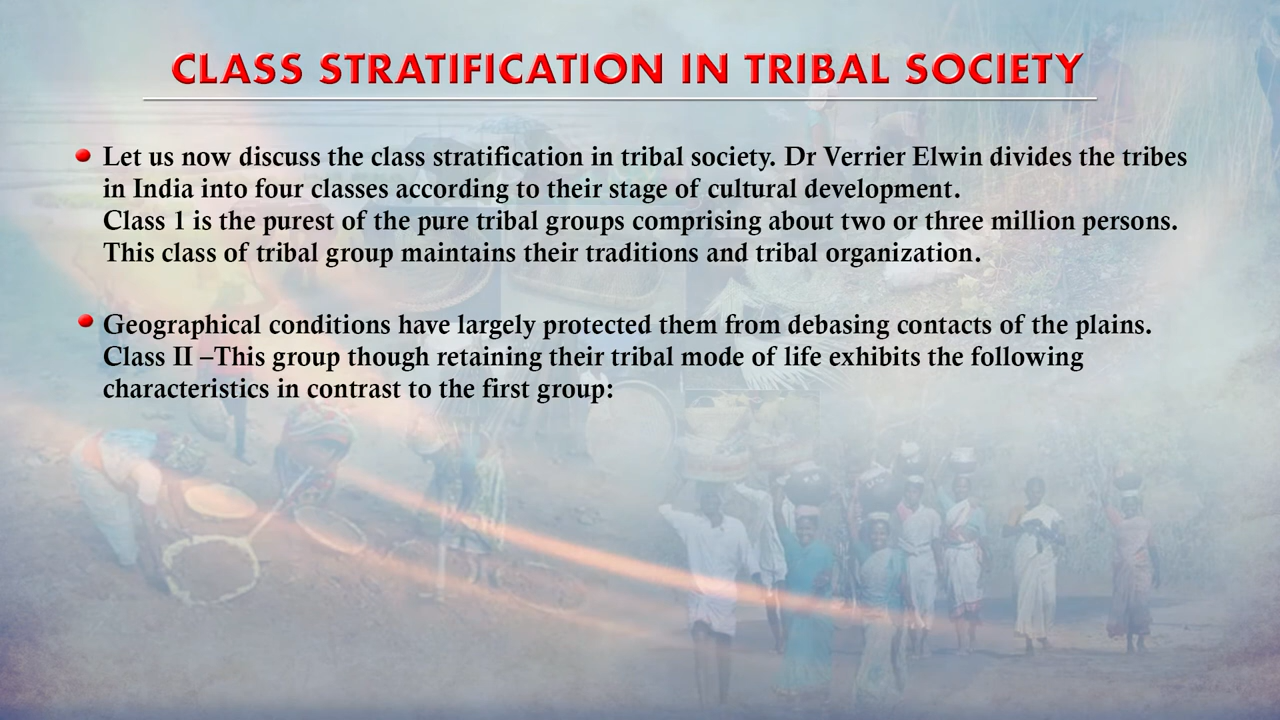 CLASS STRATIFICATION IN TRIBAL SOCIETY
Let us now discuss the class stratification in tribal society. Dr Verrier Elwin divides the tribes
in India into four classes according to their stage of cultural development.
Class 1 is the purest of the pure tribal groups comprising about two or three million persons.
This class of tribal group maintains their traditions and tribal organization.
Geographical conditions have largely protected them from debasing contacts of the plains.
Class II –This group though retaining their tribal mode of life exhibits the following
characteristics in contrast to the first group: